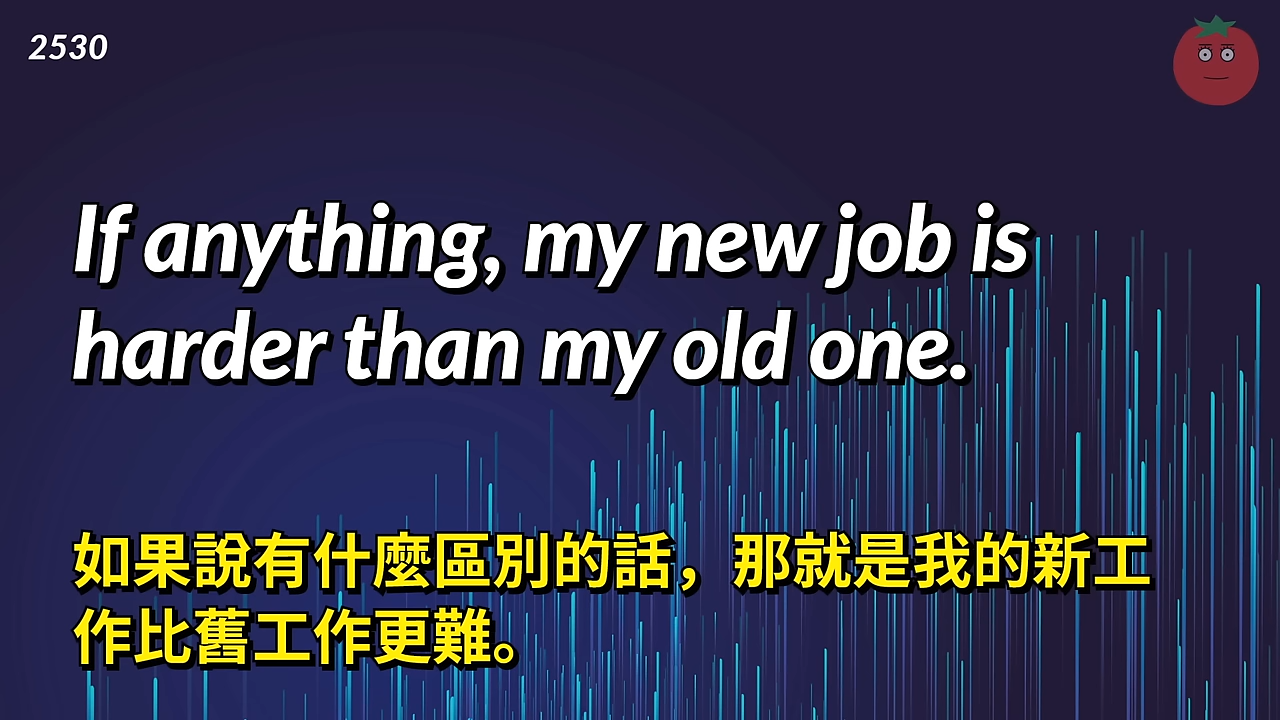 2530
If anything, my new job is
harder than my old one.
如果說有什麼區別的話，那就是我的新工
作比舊工作更難。